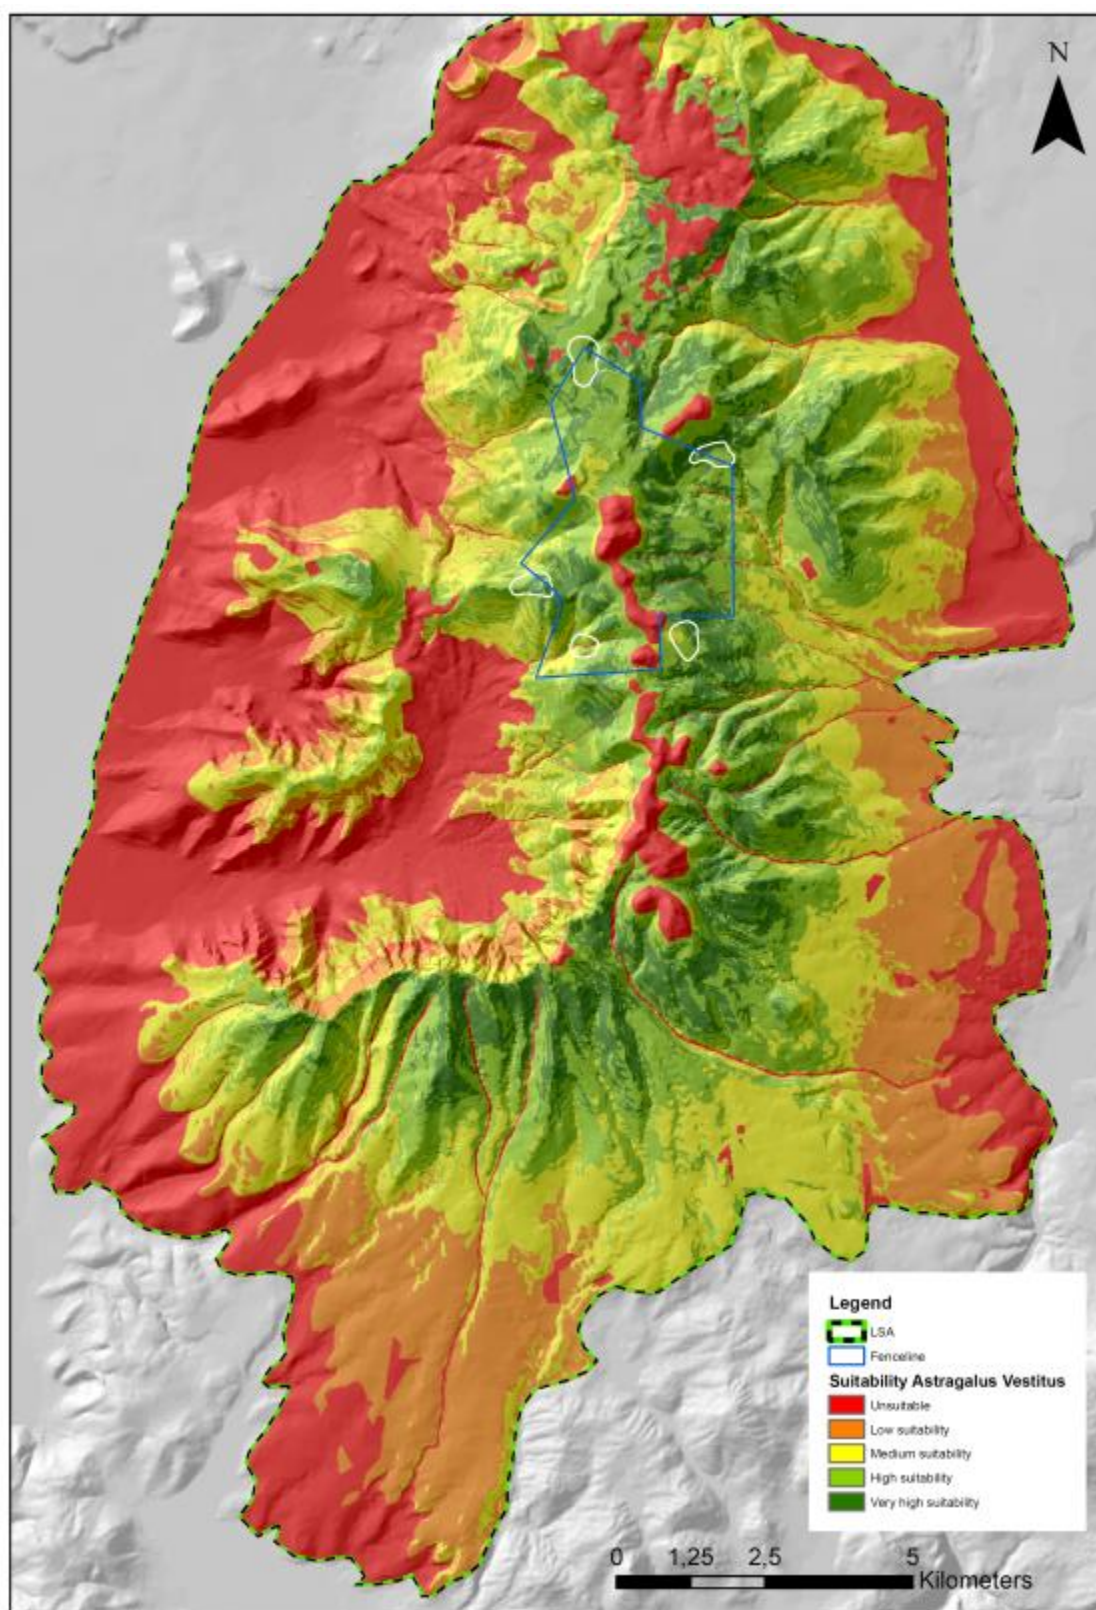 N
Legend
LSA
Fenceline
Suitability Astragalus Vestitus
Unsuitable
Low suitability
Medium suitability
High suitability
Very high suitability
0 1,25 2,5 5
Kilometers